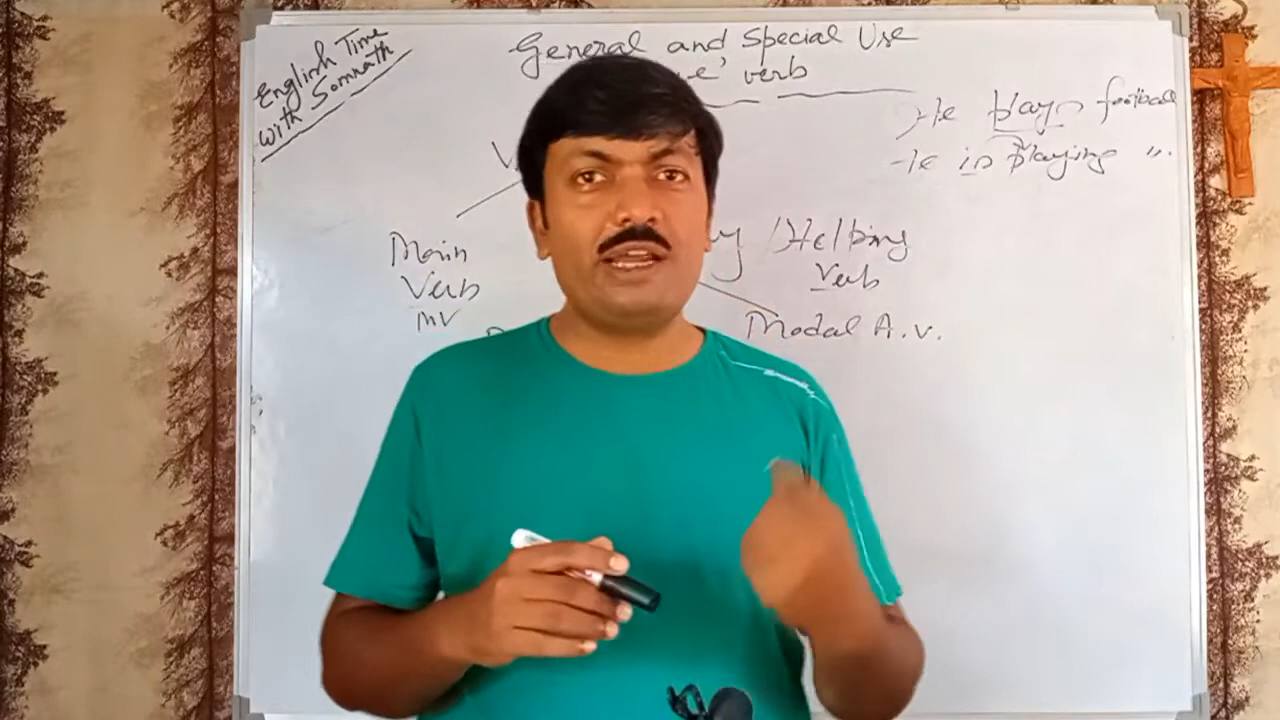 English Time
with Somnath
General and Special Use
verb
He plays football
He is playing "
Main
Verb
MV
/Helping
Verb
Modal A.V.